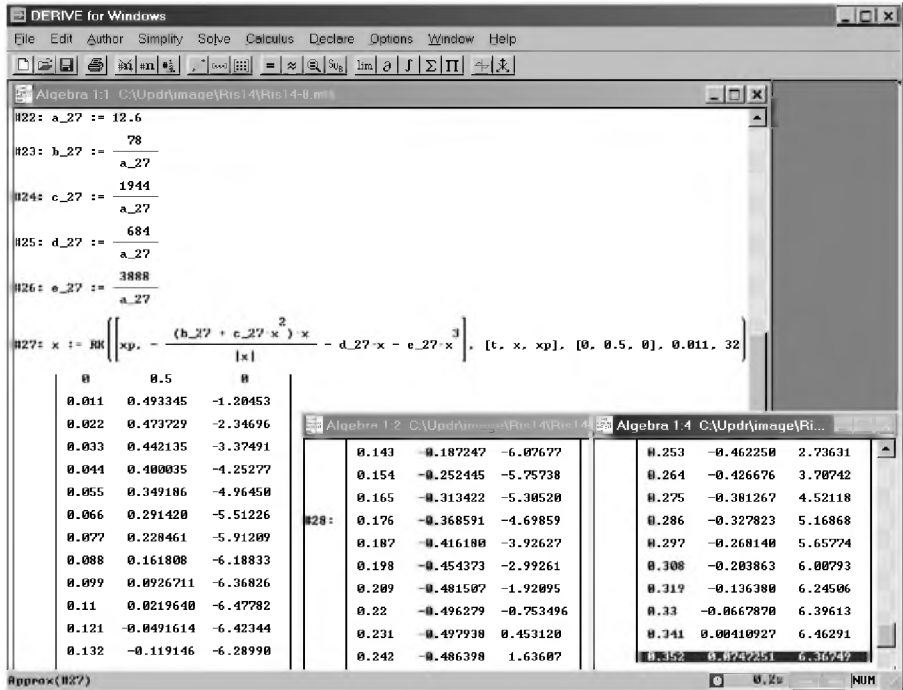 DERIVE for Windows
File Edit Author Simplify Solve Calculus Declare Options Window Help
Algebra 1:1 C:\Updr\image\Ris14\Ris14-8.mth
#22: a_27 := 12.6
#23: b_27 := 78 / a_27
#24: c_27 := 1944 / a_27
#25: d_27 := 684 / a_27
#26: e_27 := 3888 / a_27
#27: x := RK([xp, - (b_27 + c_27·x^2)·x / |x| - d_27·x - e_27·x^3], [t, x, xp], [0, 0.5, 0], 0.011, 32)
0 0.5 0
0.011 0.493345 -1.20453
0.022 0.473729 -2.34696
0.033 0.442135 -3.37491
0.044 0.400035 -4.25277
0.055 0.349186 -4.96450
0.066 0.291420 -5.51226
0.077 0.228461 -5.91209
0.088 0.161808 -6.18833
0.099 0.0926711 -6.36826
0.11 0.0219640 -6.47782
0.121 -0.0491614 -6.42344
0.132 -0.119146 -6.28990
Algebra 1:2 C:\Updr\image\Ris14\Ris14
#28:
0.143 -0.187247 -6.07677
0.154 -0.252445 -5.75738
0.165 -0.313422 -5.30520
0.176 -0.368591 -4.69859
0.187 -0.416180 -3.92627
0.198 -0.454373 -2.99261
0.209 -0.481507 -1.92095
0.22 -0.496279 -0.753496
0.231 -0.497938 0.453120
0.242 -0.486398 1.63607
Algebra 1:4 C:\Updr\image\Ri...
0.253 -0.462250 2.73631
0.264 -0.426676 3.70742
0.275 -0.381267 4.52118
0.286 -0.327823 5.16868
0.297 -0.268140 5.65774
0.308 -0.203863 6.00793
0.319 -0.136380 6.24506
0.33 -0.0667870 6.39613
0.341 0.00410927 6.46291
0.352 0.0747251 6.36749
Approx(#27)
0.2s
NUM